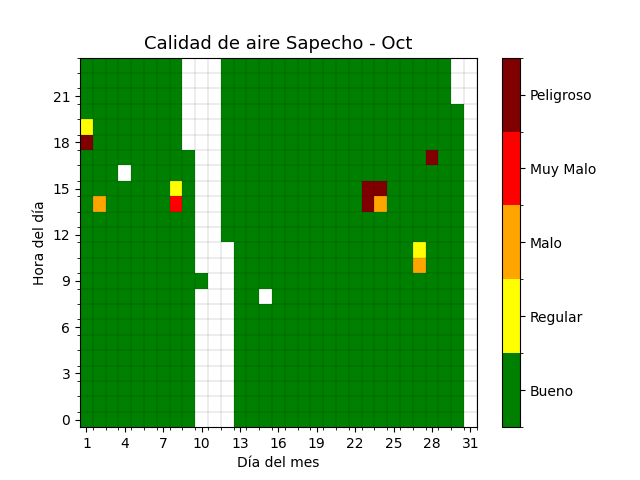 Calidad de aire Sapecho - Oct
Hora del día
21
18
15
12
9
6
3
0
1 4 7 10 13 16 19 22 25 28 31
Día del mes
Peligroso
Muy Malo
Malo
Regular
Bueno